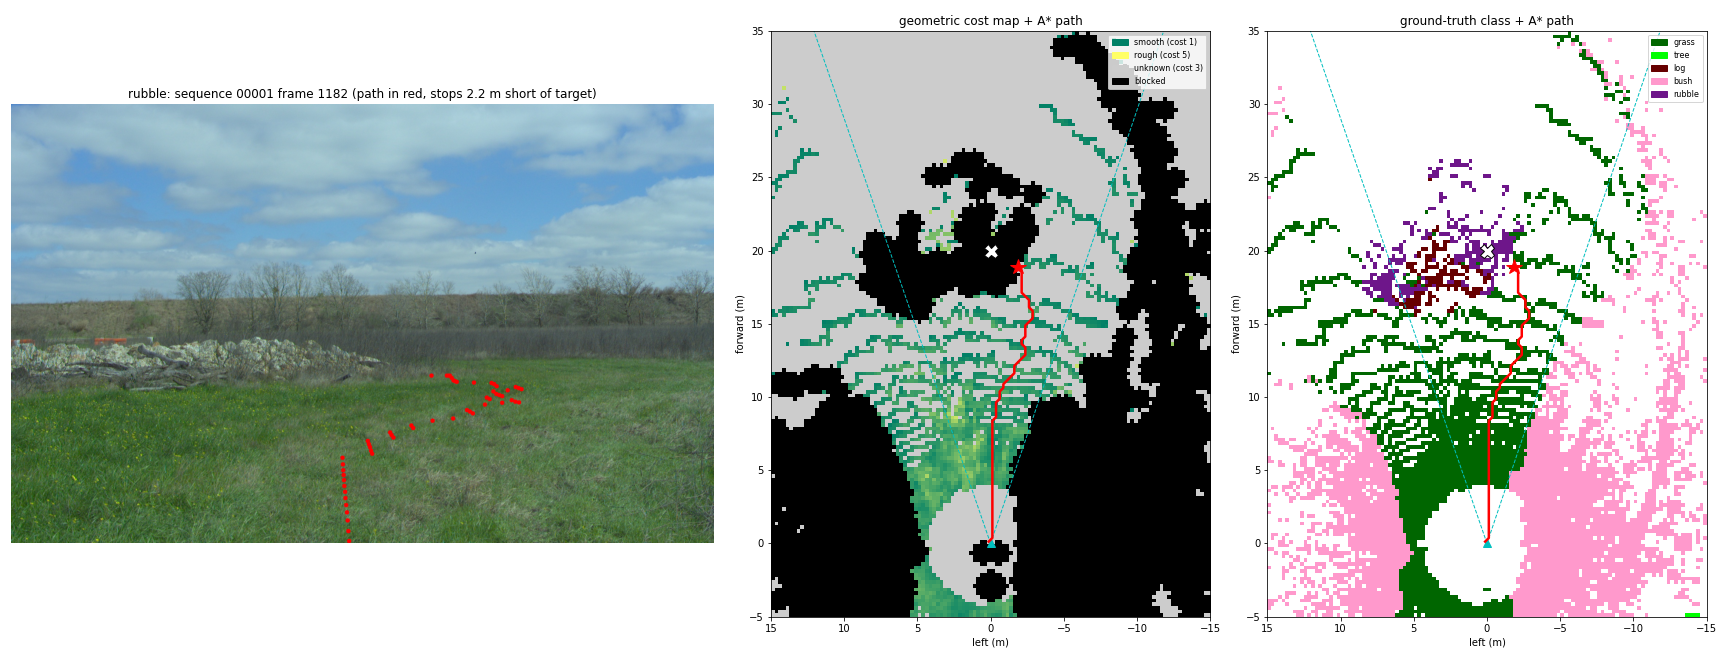 rubble: sequence 00001 frame 1182 (path in red, stops 2.2 m short of target)
geometric cost map + A* path
smooth (cost 1)
rough (cost 5)
unknown (cost 3)
blocked
35
30
25
20
15
10
5
0
−5
forward (m)
15
10
5
0
−5
−10
−15
left (m)
ground-truth class + A* path
grass
tree
log
bush
rubble
35
30
25
20
15
10
5
0
−5
forward (m)
15
10
5
0
−5
−10
−15
left (m)